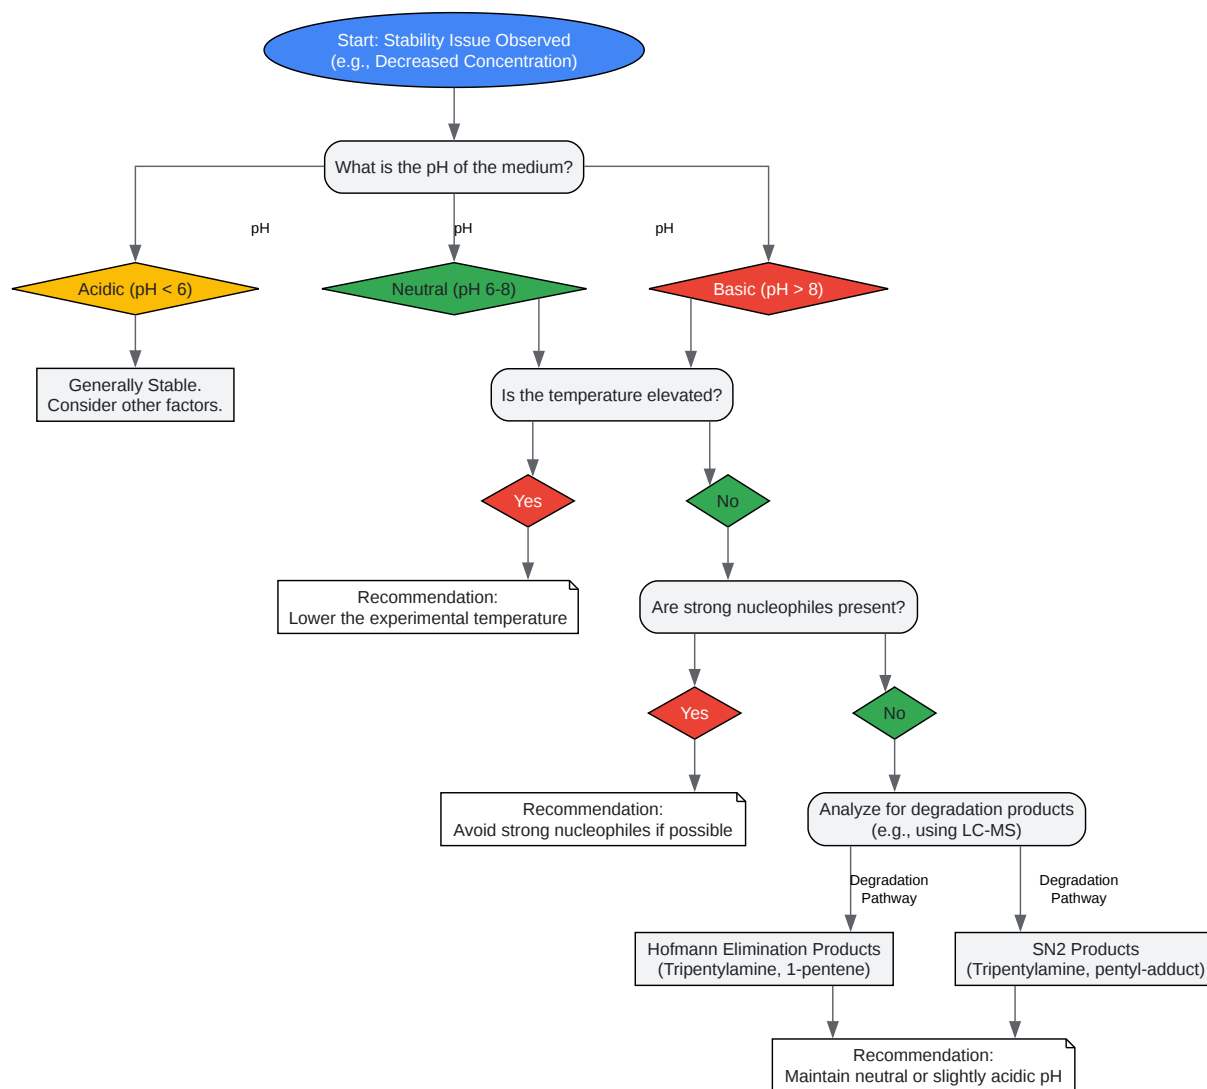 Start: Stability Issue Observed
(e.g., Decreased Concentration)
What is the pH of the medium?
pH
pH
pH
Acidic (pH < 6)
Neutral (pH 6-8)
Basic (pH > 8)
Generally Stable.
Consider other factors.
Is the temperature elevated?
Yes
No
Recommendation:
Lower the experimental temperature
Are strong nucleophiles present?
Yes
No
Recommendation:
Avoid strong nucleophiles if possible
Analyze for degradation products
(e.g., using LC-MS)
Degradation
Pathway
Degradation
Pathway
Hofmann Elimination Products
(Tripentylamine, 1-pentene)
SN2 Products
(Tripentylamine, pentyl-adduct)
Recommendation:
Maintain neutral or slightly acidic pH